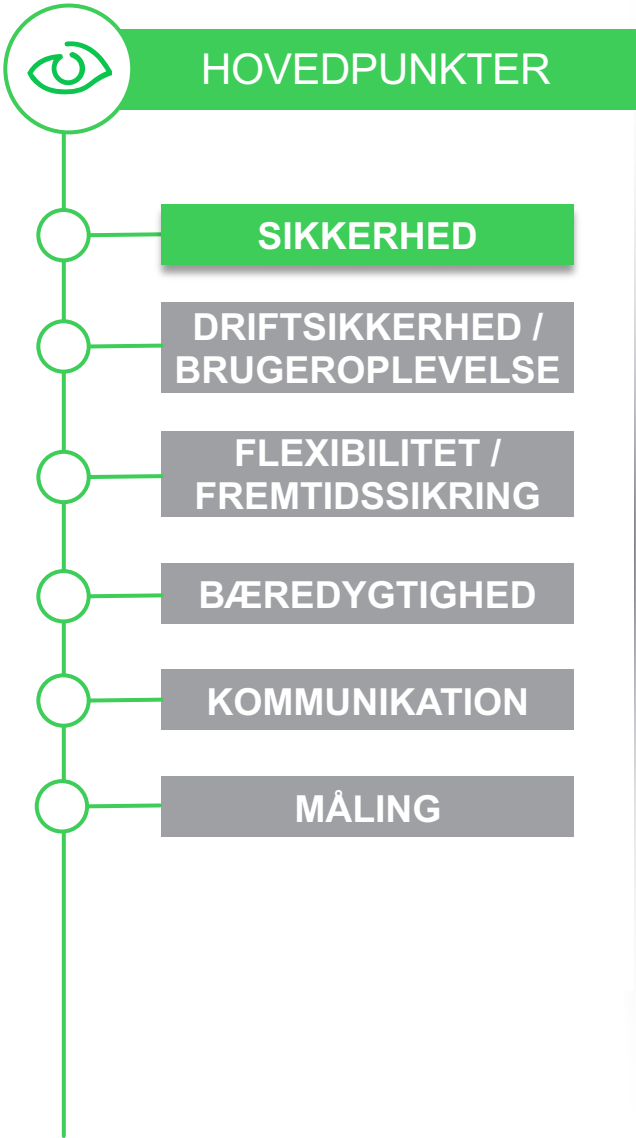 HOVEDPUNKTER
SIKKERHED
DRIFTSIKKERHED /
BRUGEROPLEVELSE
FLEXIBILITET /
FREMTIDSSIKRING
BÆREDYGTIGHED
KOMMUNIKATION
MÅLING